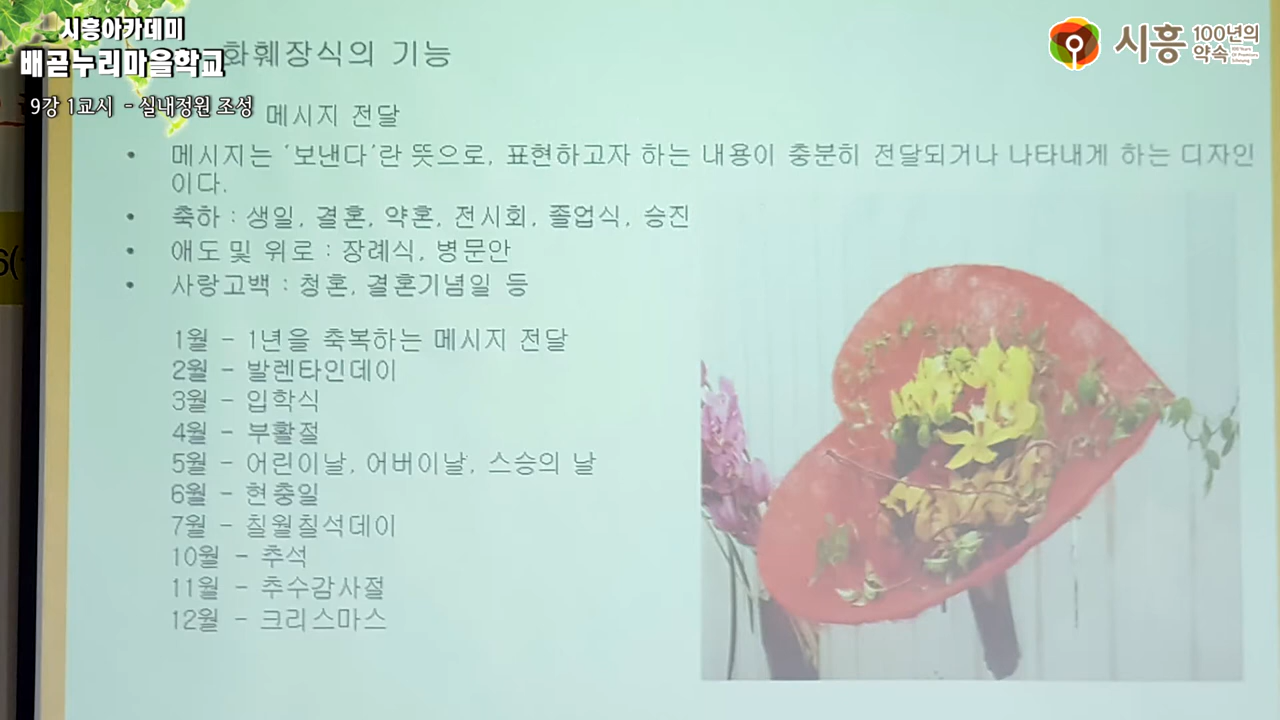 시흥아카데미
배곧누리마을학교
9강 1교시 - 실내정원 조성
시흥
100년의
약속
화훼장식의 기능
메시지 전달
• 메시지는 '보낸다'란 뜻으로, 표현하고자 하는 내용이 충분히 전달되거나 나타내게 하는 디자인
이다.
• 축하 : 생일, 결혼, 약혼, 전시회, 졸업식, 승진
• 애도 및 위로 : 장례식, 병문안
• 사랑고백 : 청혼, 결혼기념일 등
1월 - 1년을 축복하는 메시지 전달
2월 - 발렌타인데이
3월 - 입학식
4월 - 부활절
5월 - 어린이날, 어버이날, 스승의 날
6월 - 현충일
7월 - 칠월칠석데이
10월 - 추석
11월 - 추수감사절
12월 - 크리스마스